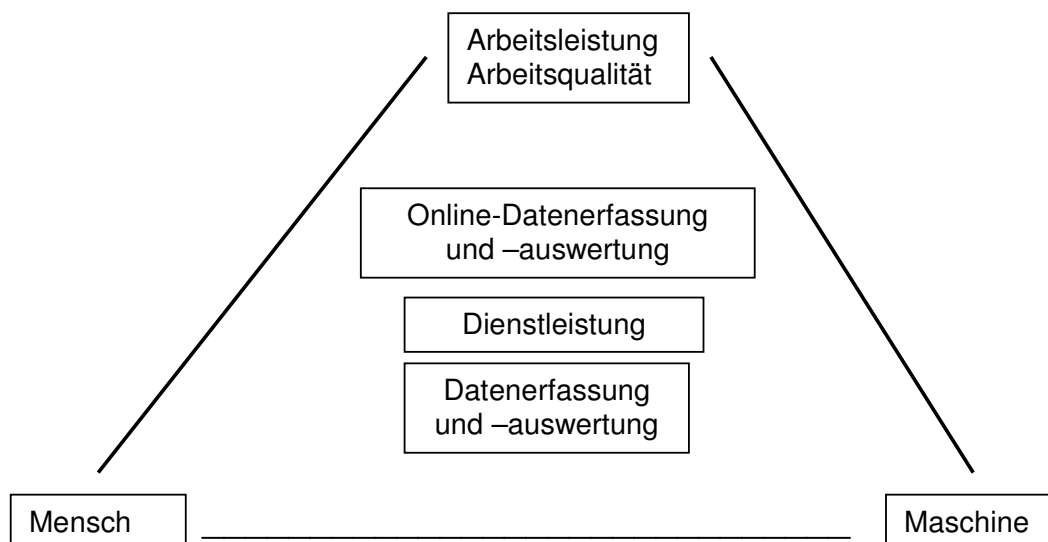 Arbeitsleistung
Arbeitsqualität
Online-Datenerfassung
und –auswertung
Dienstleistung
Datenerfassung
und –auswertung
Mensch
Maschine